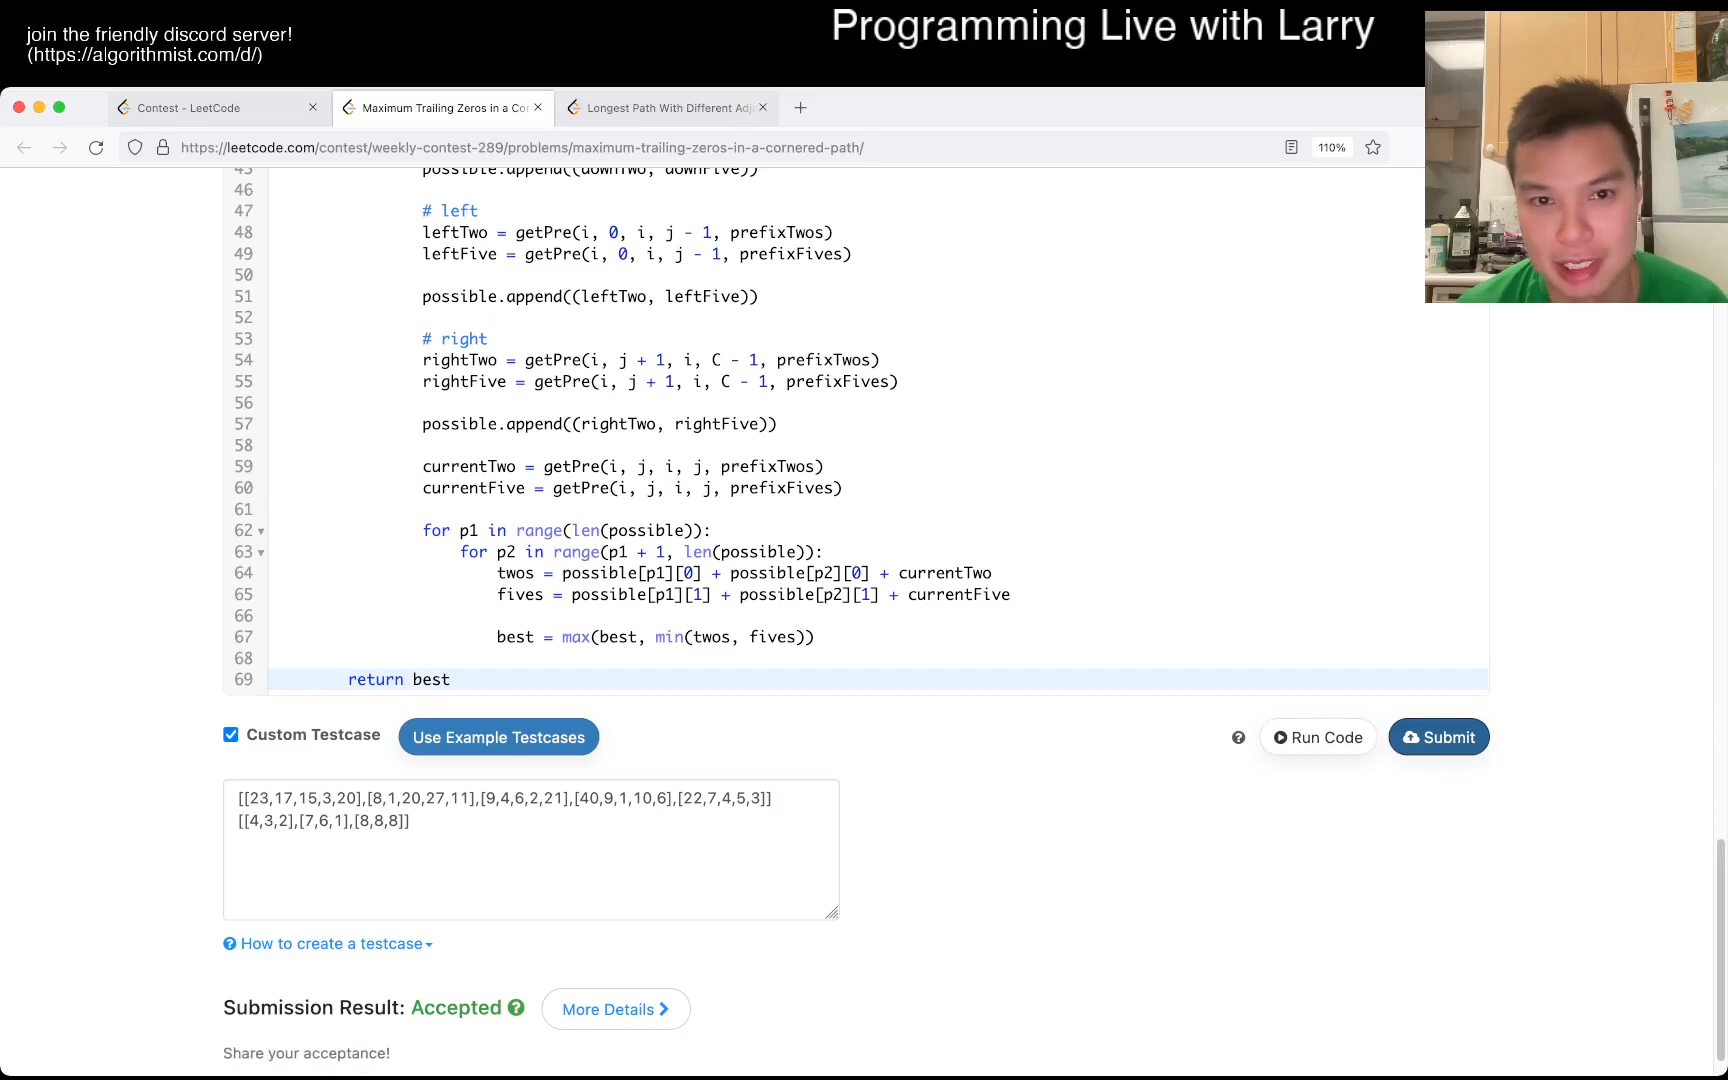 join the friendly discord server!
(https://algorithmist.com/d/)
Programming Live with Larry
Contest - LeetCode
Maximum Trailing Zeros in a Cor
Longest Path With Different Adj
https://leetcode.com/contest/weekly-contest-289/problems/maximum-trailing-zeros-in-a-cornered-path/
110%
45 possible.append((downTwo, downFive))
46
47 # left
48 leftTwo = getPre(i, 0, i, j - 1, prefixTwos)
49 leftFive = getPre(i, 0, i, j - 1, prefixFives)
50
51 possible.append((leftTwo, leftFive))
52
53 # right
54 rightTwo = getPre(i, j + 1, i, C - 1, prefixTwos)
55 rightFive = getPre(i, j + 1, i, C - 1, prefixFives)
56
57 possible.append((rightTwo, rightFive))
58
59 currentTwo = getPre(i, j, i, j, prefixTwos)
60 currentFive = getPre(i, j, i, j, prefixFives)
61
62 for p1 in range(len(possible)):
63 for p2 in range(p1 + 1, len(possible)):
64 twos = possible[p1][0] + possible[p2][0] + currentTwo
65 fives = possible[p1][1] + possible[p2][1] + currentFive
66
67 best = max(best, min(twos, fives))
68
69 return best
Custom Testcase
Use Example Testcases
Run Code
Submit
[[23,17,15,3,20],[8,1,20,27,11],[9,4,6,2,21],[40,9,1,10,6],[22,7,4,5,3]]
[[4,3,2],[7,6,1],[8,8,8]]
How to create a testcase
Submission Result: Accepted
More Details
Share your acceptance!